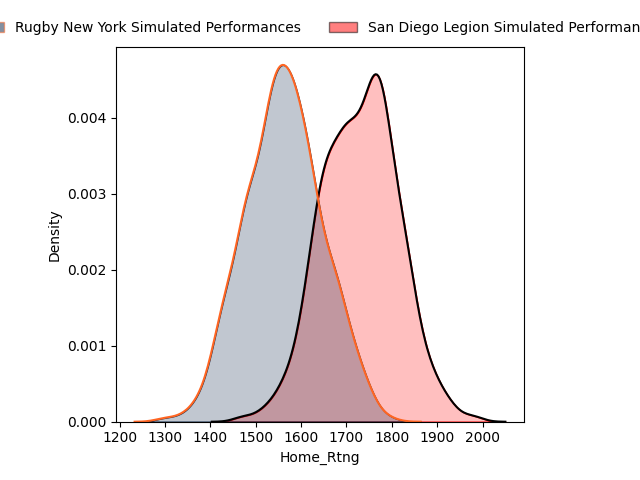 Rugby New York Simulated Performances San Diego Legion Simulated Performan
0.004
0.003
0.002
0.001
0.000
Density
1200 1300 1400 1500 1600 1700 1800 1900 2000
Home_Rtng